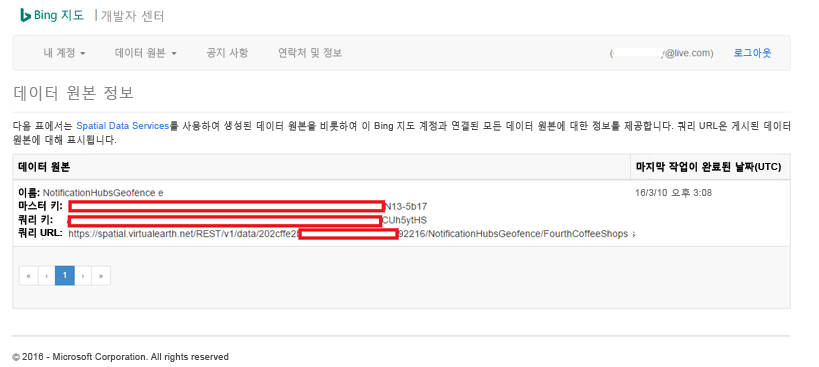 Bing 지도 | 개발자 센터
내 계정 데이터 원본 공지 사항 연락처 및 정보 ( y@live.com) 로그아웃
데이터 원본 정보
다음 표에서는 Spatial Data Services를 사용하여 생성된 데이터 원본을 비롯하여 이 Bing 지도 계정과 연결된 모든 데이터 원본에 대한 정보를 제공합니다. 쿼리 URL은 게시된 데이터
원본에 대해 표시됩니다.
데이터 원본 마지막 작업이 완료된 날짜(UTC)
이름: NotificationHubsGeofence e 16/3/10 오후 3:08
마스터 키: N13-5b17
쿼리 키: CUh5ytHS
쿼리 URL: https://spatial.virtualearth.net/REST/v1/data/202cffe2 92216/NotificationHubsGeofence/FourthCoffeeShops s
« ‹ 1 › »
© 2016 - Microsoft Corporation. All rights reserved